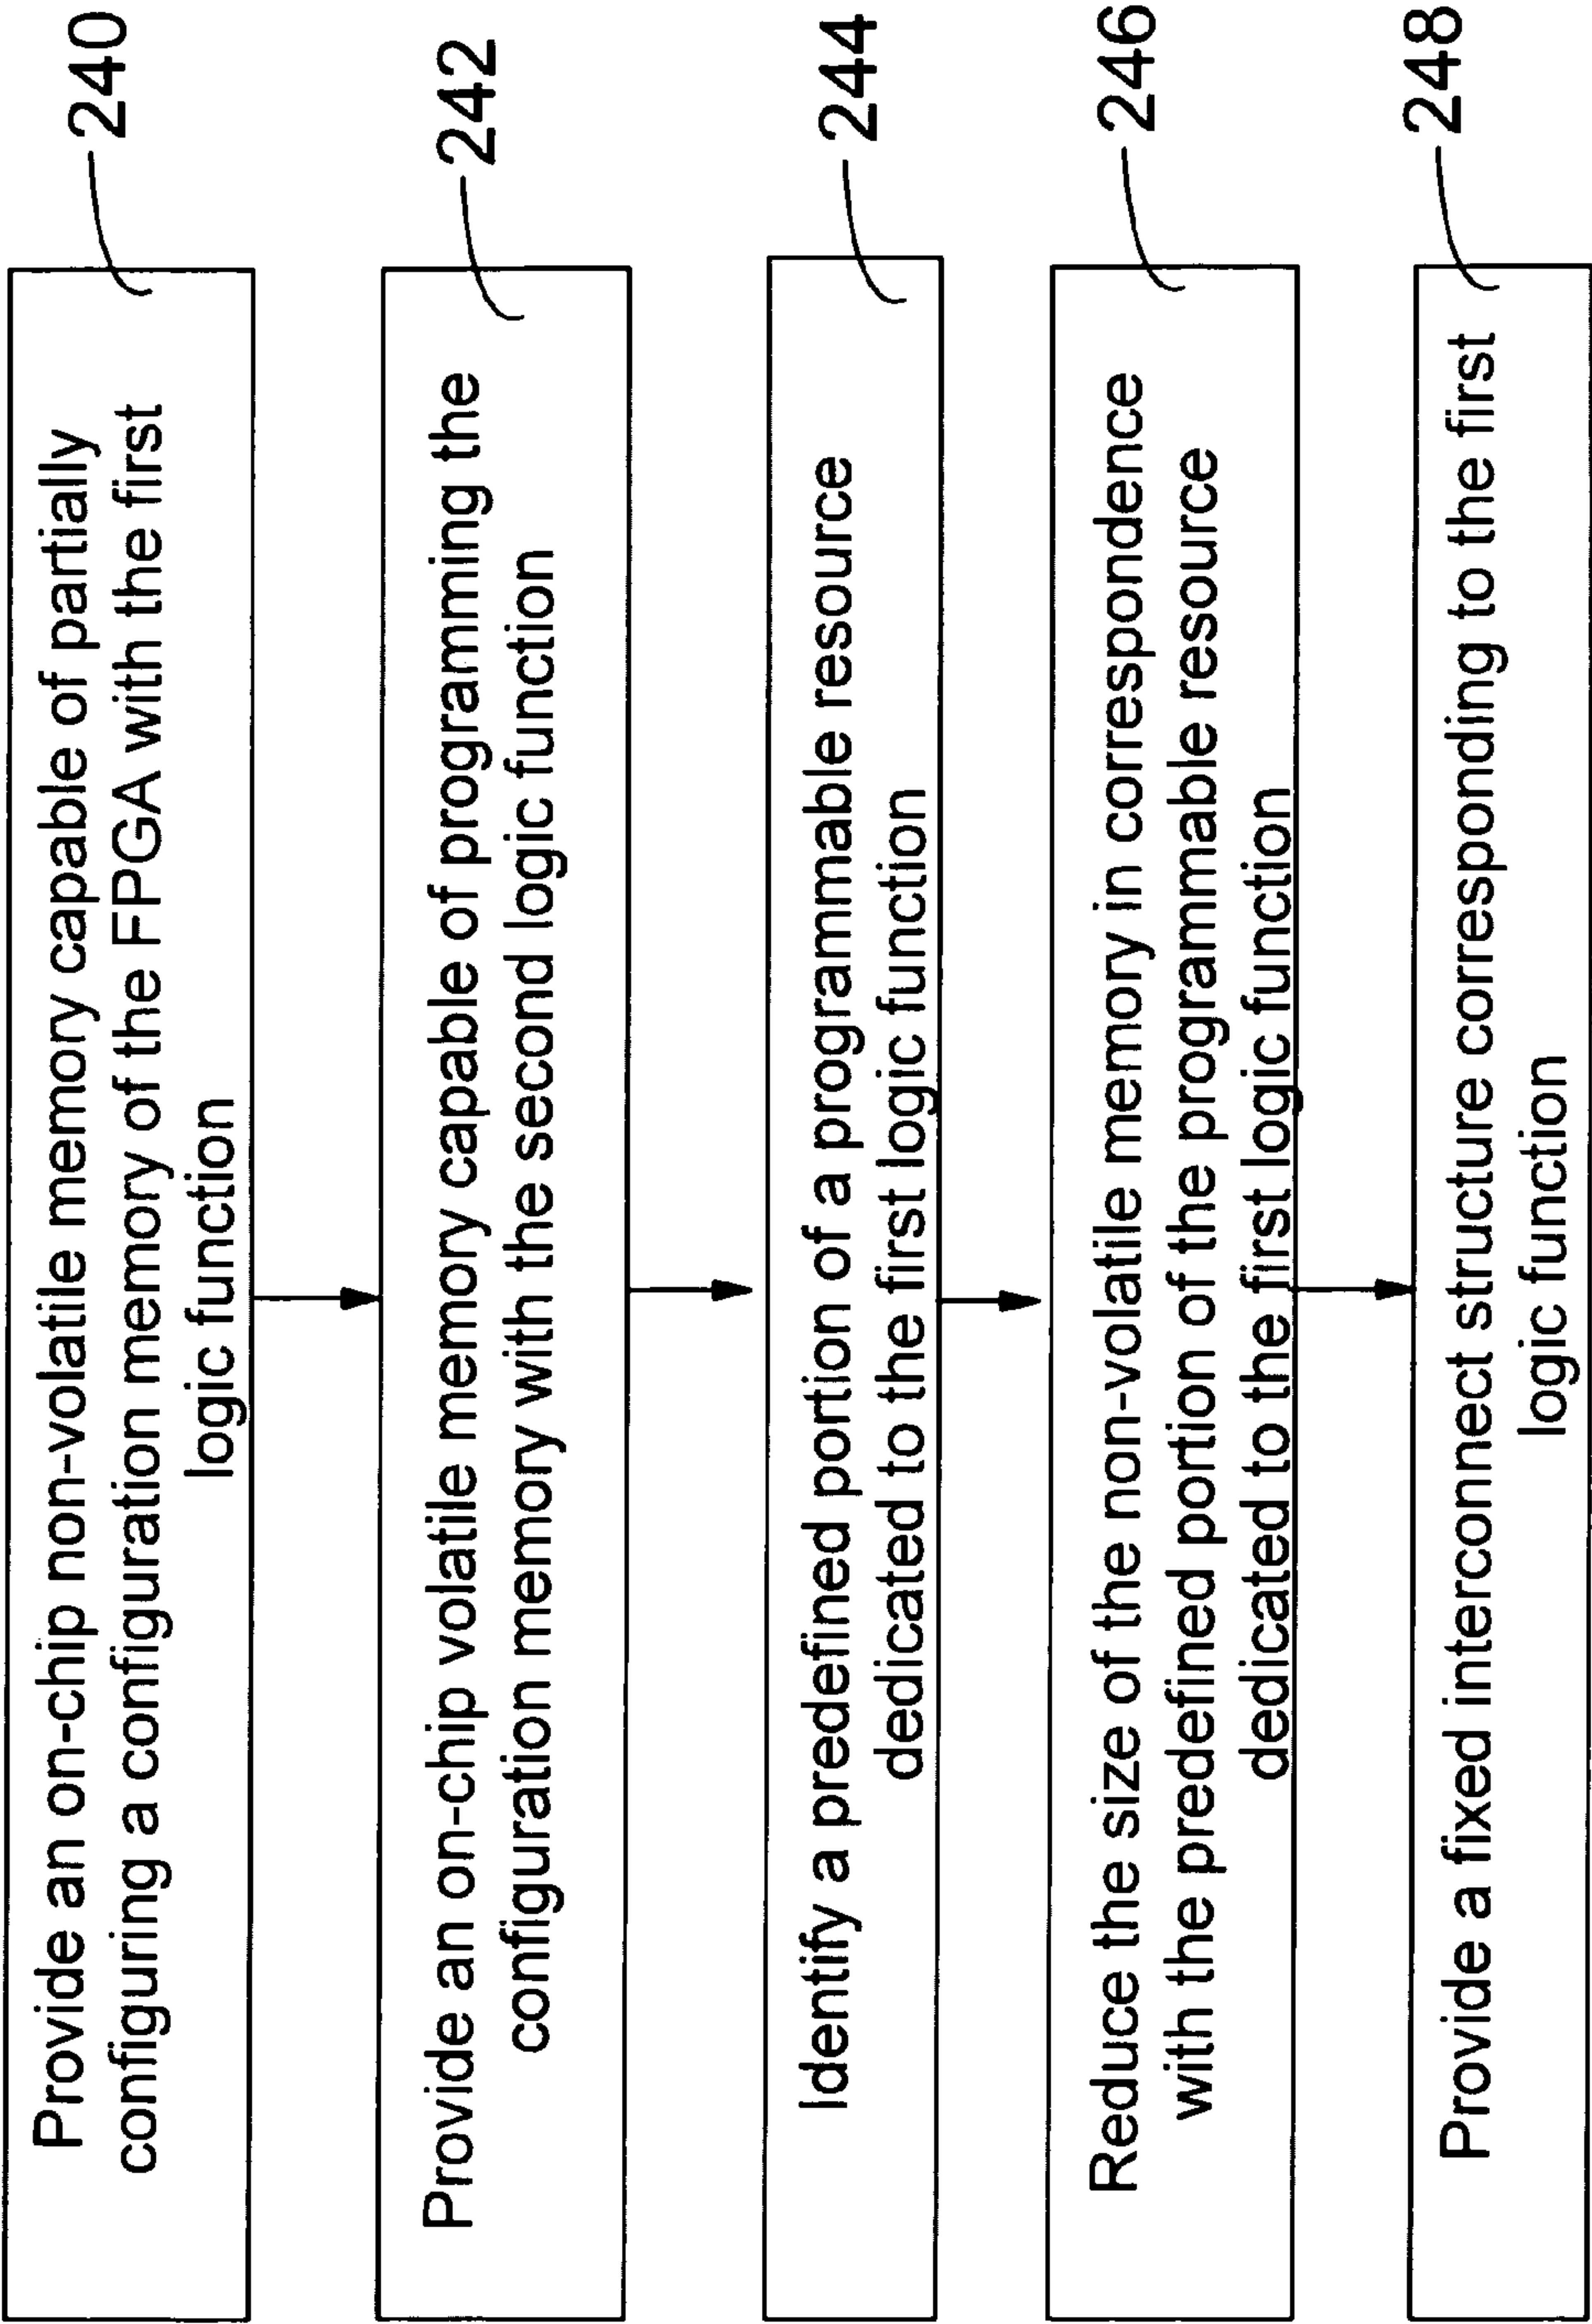 Provide an on-chip non-volatile memory capable of partially
configuring a configuration memory of the FPGA with the first
logic function
240
Provide an on-chip volatile memory capable of programming the
configuration memory with the second logic function
242
Identify a predefined portion of a programmable resource
dedicated to the first logic function
244
Reduce the size of the non-volatile memory in correspondence
with the predefined portion of the programmable resource
dedicated to the first logic function
246
Provide a fixed interconnect structure corresponding to the first
logic function
248